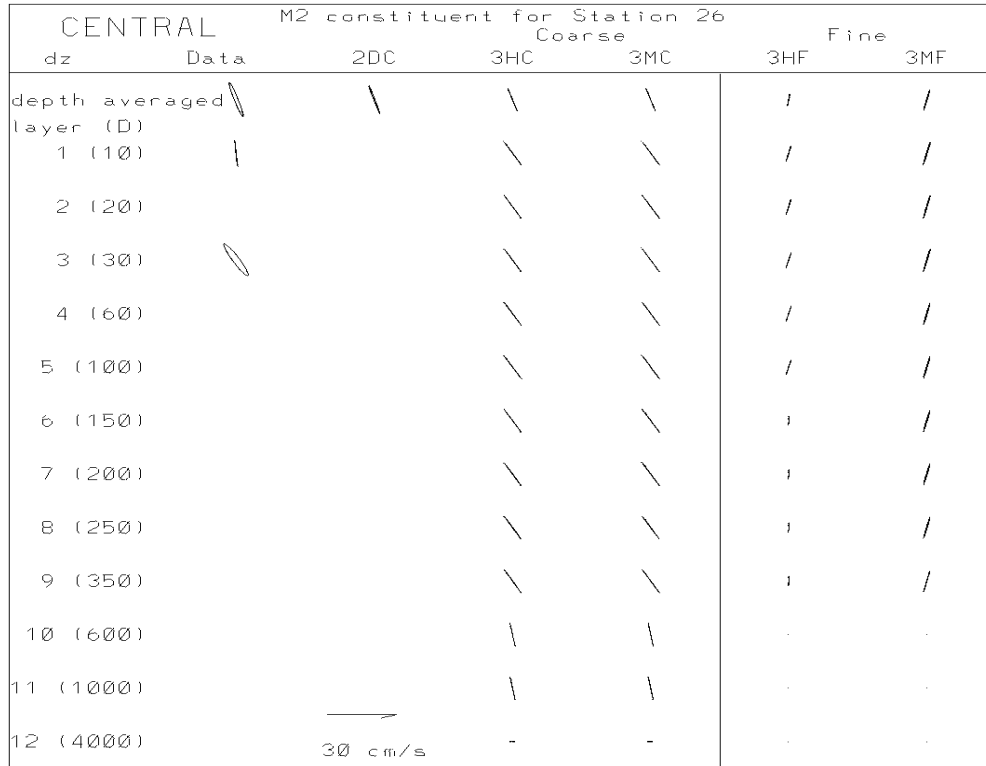 M2 constituent for Station 26
CENTRAL Coarse Fine
dz Data 2DC 3HC 3MC 3HF 3MF
depth averaged
layer (D)
1 (10)
2 (20)
3 (30)
4 (60)
5 (100)
6 (150)
7 (200)
8 (250)
9 (350)
10 (600)
11 (1000)
12 (4000)
30 cm/s